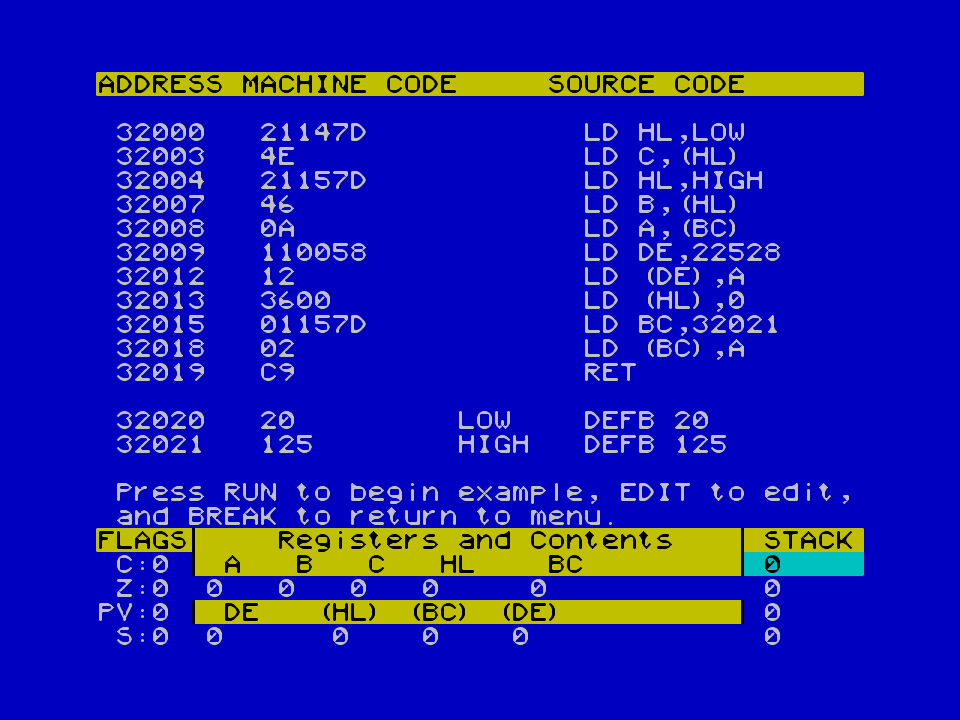 ADDRESS MACHINE CODE     SOURCE CODE
32000   21147D            LD HL,LOW
32003   4E                LD C,(HL)
32004   21157D            LD HL,HIGH
32007   46                LD B,(HL)
32008   0A                LD A,(BC)
32009   110058            LD DE,22528
32012   12                LD (DE),A
32013   3600              LD (HL),0
32015   01157D            LD BC,32021
32018   02                LD (BC),A
32019   C9                RET
32020   20         LOW    DEFB 20
32021   125        HIGH   DEFB 125
Press RUN to begin example, EDIT to edit,
and BREAK to return to menu.
FLAGS     Registers and Contents     STACK
C:0   A   B   C   HL    BC           0
Z:0  0   0   0   0     0             0
PV:0  DE   (HL) (BC) (DE)            0
S:0  0      0    0    0              0